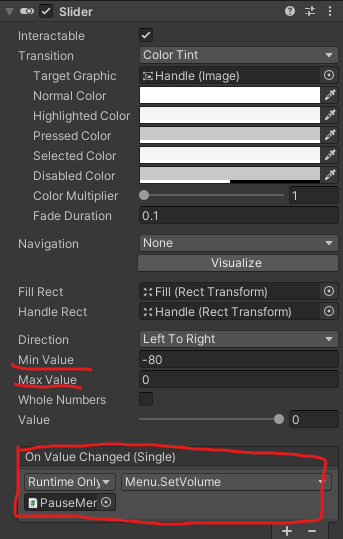 Slider
Interactable
Transition Color Tint
Target Graphic Handle (Image)
Normal Color
Highlighted Color
Pressed Color
Selected Color
Disabled Color
Color Multiplier 1
Fade Duration 0.1
Navigation None
Visualize
Fill Rect Fill (Rect Transform)
Handle Rect Handle (Rect Transform)
Direction Left To Right
Min Value -80
Max Value 0
Whole Numbers
Value 0
On Value Changed (Single)
Runtime Only Menu.SetVolume
PauseMer
+ −